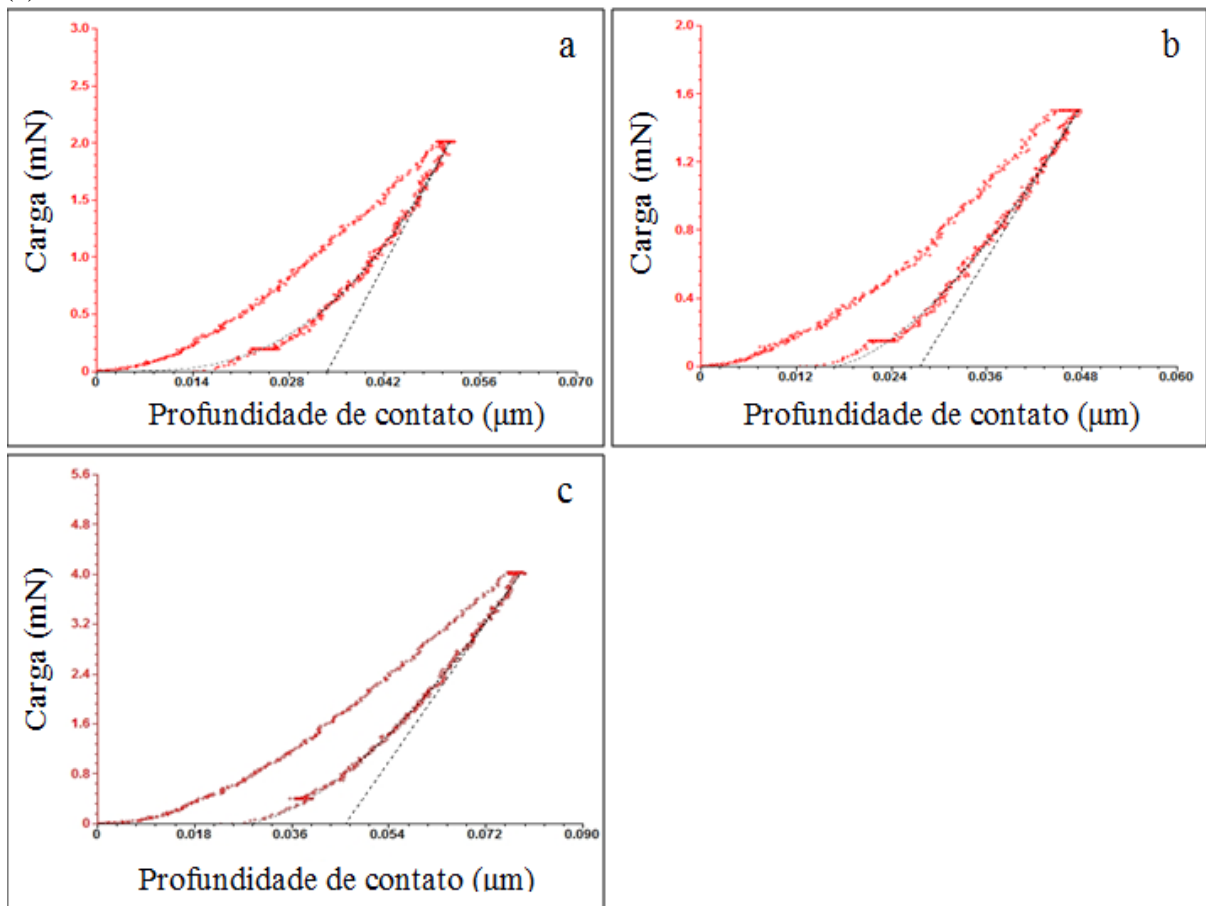 a
3.0
2.5
2.0
1.5
1.0
0.5
0
Carga (mN)
0 0.014 0.028 0.042 0.056 0.070
Profundidade de contato (μm)
b
2.0
1.6
1.2
0.8
0.4
0
Carga (mN)
0 0.012 0.024 0.036 0.048 0.060
Profundidade de contato (μm)
c
5.6
4.8
4.0
3.2
2.4
1.6
0.8
0
Carga (mN)
0 0.018 0.036 0.054 0.072 0.090
Profundidade de contato (μm)